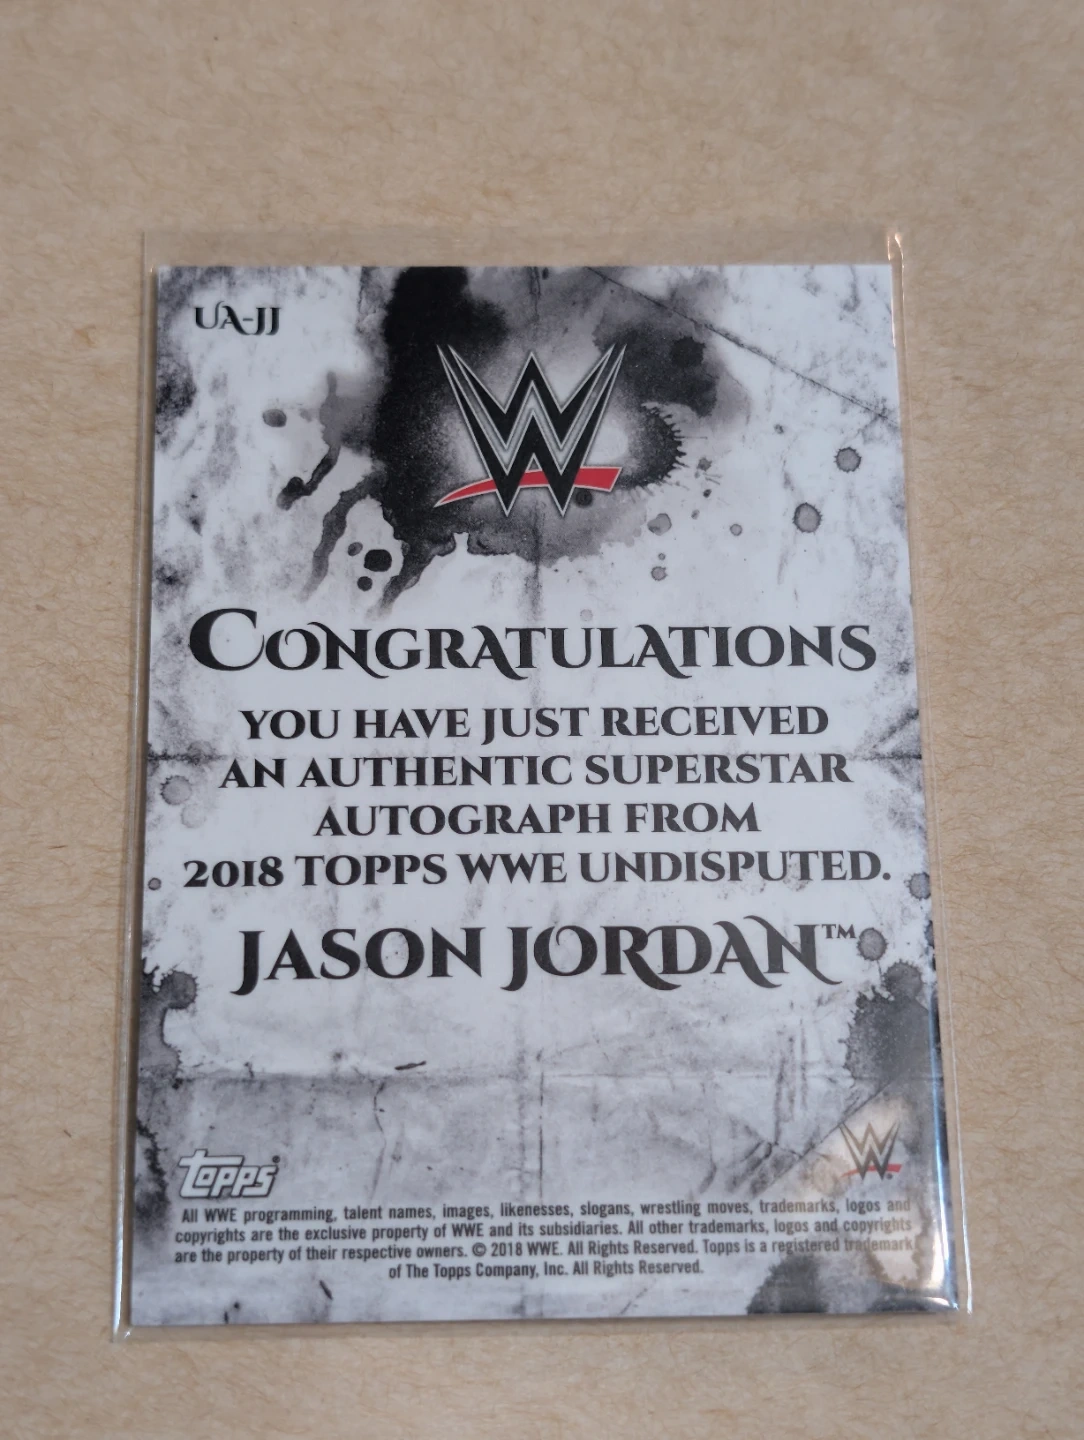 UA-JJ
W
CONGRATULATIONS
YOU HAVE JUST RECEIVED
AN AUTHENTIC SUPERSTAR
AUTOGRAPH FROM
2018 TOPPS WWE UNDISPUTED.
JASON JORDAN™
topps®
W
All WWE programming, talent names, images, likenesses, slogans, wrestling moves, trademarks, logos and
copyrights are the exclusive property of WWE and its subsidiaries. All other trademarks, logos and copyrights
are the property of their respective owners. © 2018 WWE. All Rights Reserved. Topps is a registered trademark
of The Topps Company, Inc. All Rights Reserved.